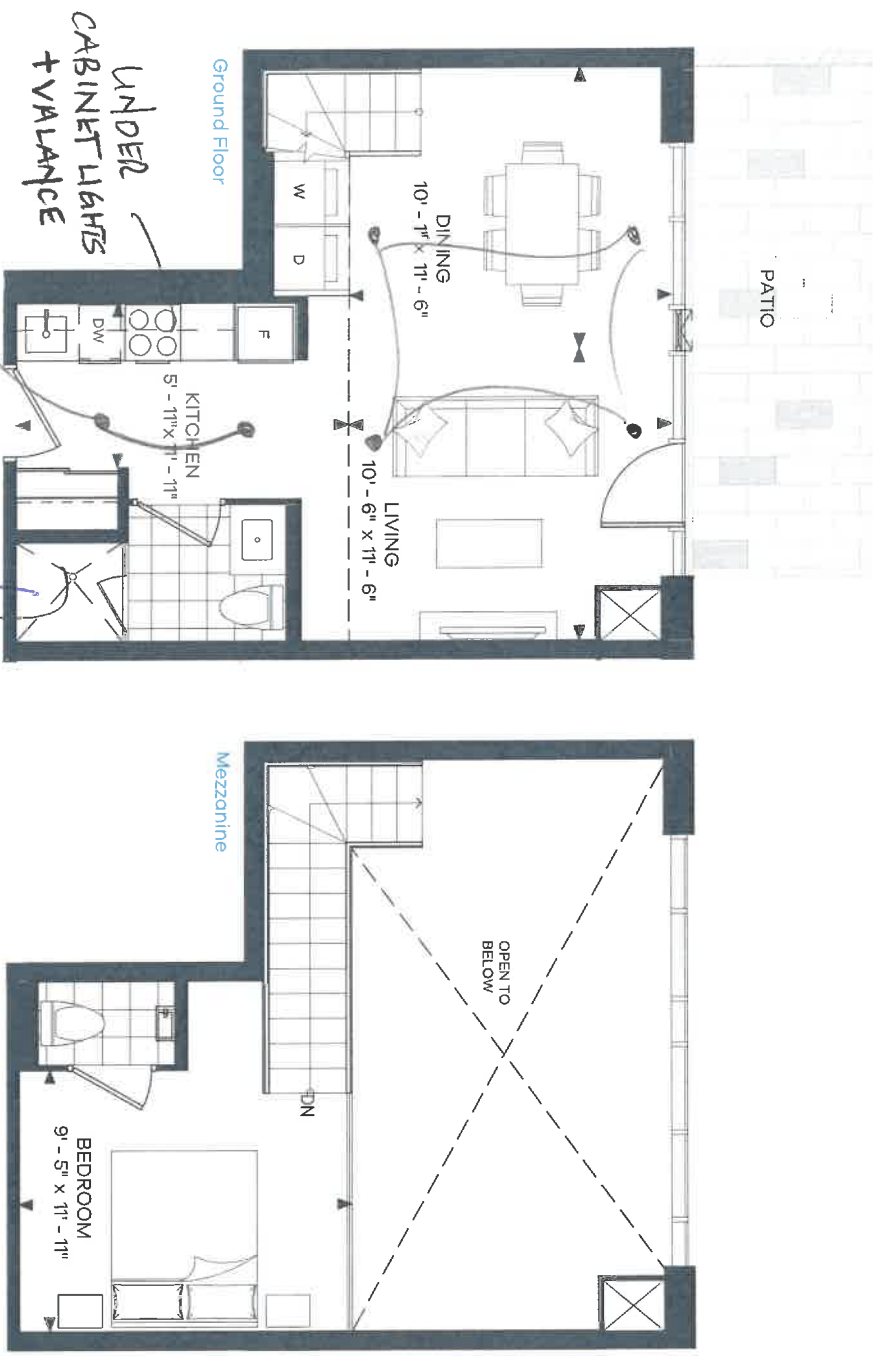 PATIO
DINING
10' - 1" x 11' - 6"
LIVING
10' - 6" x 11' - 6"
W
D
F
DW
KITCHEN
5' - 11" x 11' - 11"
Ground Floor
UNDER
CABINET LIGHTS
+ VALANCE
OPEN TO
BELOW
DN
BEDROOM
9' - 5" x 11' - 11"
Mezzanine